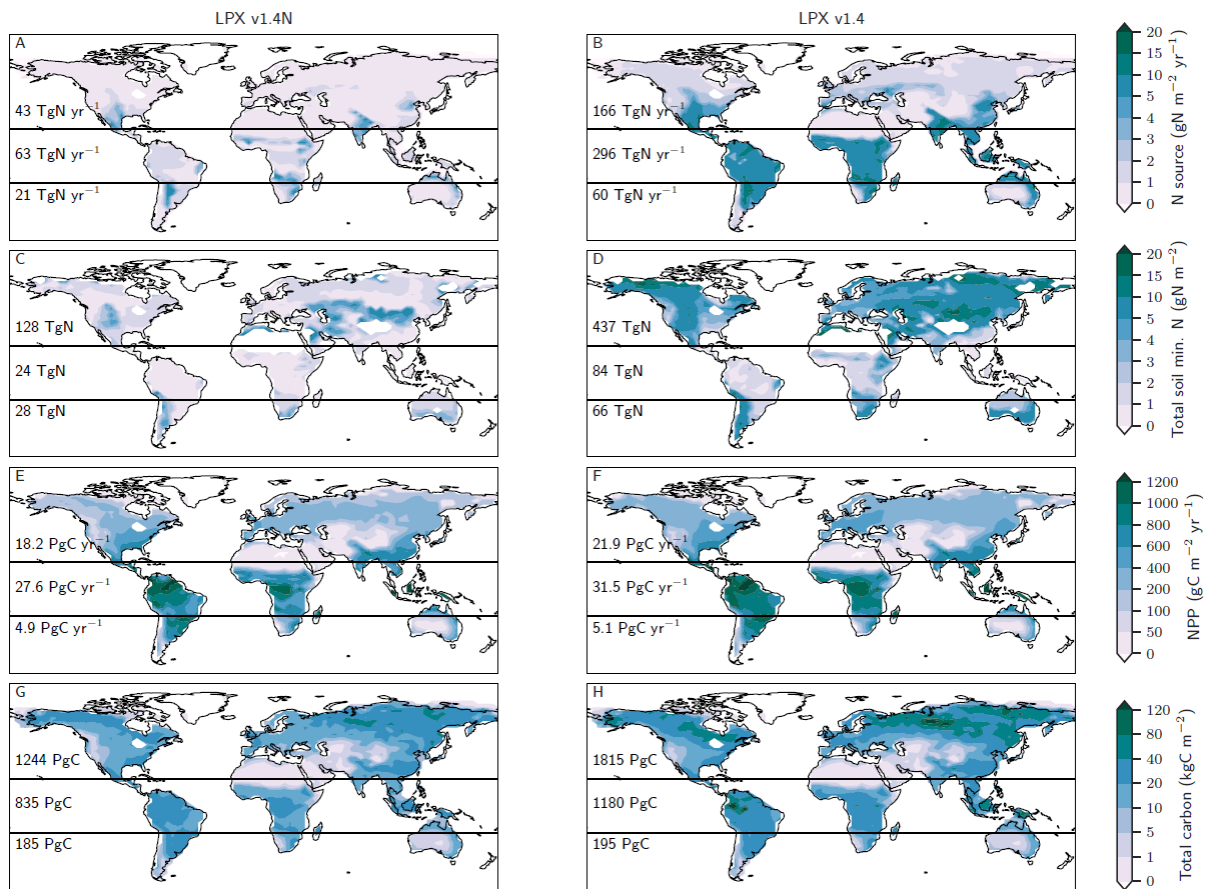 LPX v1.4N
LPX v1.4
A
43 TgN yr⁻¹
63 TgN yr⁻¹
21 TgN yr⁻¹
B
166 TgN yr⁻¹
296 TgN yr⁻¹
60 TgN yr⁻¹
20
15
10
5
4
3
2
1
0
N source (gN m⁻² yr⁻¹)
C
128 TgN
24 TgN
28 TgN
D
437 TgN
84 TgN
66 TgN
20
15
10
5
4
3
2
1
0
Total soil min. N (gN m⁻²)
E
18.2 PgC yr⁻¹
27.6 PgC yr⁻¹
4.9 PgC yr⁻¹
F
21.9 PgC yr⁻¹
31.5 PgC yr⁻¹
5.1 PgC yr⁻¹
1200
1000
800
600
400
200
100
50
0
NPP (gC m⁻² yr⁻¹)
G
1244 PgC
835 PgC
185 PgC
H
1815 PgC
1180 PgC
195 PgC
120
80
40
20
10
5
1
0
Total carbon (kgC m⁻²)